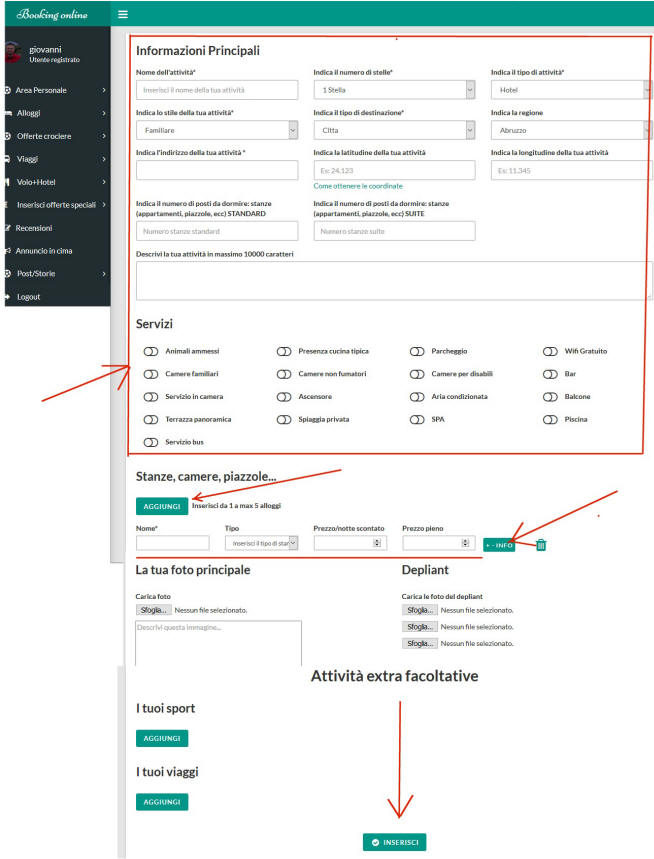 Booking online
giovanni
Utente registrato
Area Personale
Alloggi
Offerte crociere
Viaggi
Volo+Hotel
Inserisci offerte speciali
Recensioni
Annuncio in cima
Post/Storie
Logout
Informazioni Principali
Nome dell'attività* Indica il numero di stelle* Indica il tipo di attività*
Inserisci il nome della tua attività 1 Stella Hotel
Indica lo stile della tua attività* Indica il tipo di destinazione* Indica la regione
Familiare Citta Abruzzo
Indica l'indirizzo della tua attività * Indica la latitudine della tua attività Indica la longitudine della tua attività
Es: 24.123 Es: 11.345
Come ottenere le coordinate
Indica il numero di posti da dormire: stanze Indica il numero di posti da dormire: stanze
(appartamenti, piazzole, ecc) STANDARD (appartamenti, piazzole, ecc) SUITE
Numero stanze standard Numero stanze suite
Descrivi la tua attività in massimo 10000 caratteri
Servizi
Animali ammessi Presenza cucina tipica Parcheggio Wifi Gratuito
Camere familiari Camere non fumatori Camere per disabili Bar
Servizio in camera Ascensore Aria condizionata Balcone
Terrazza panoramica Spiaggia privata SPA Piscina
Servizio bus
Stanze, camere, piazzole...
AGGIUNGI Inserisci da 1 a max 5 alloggi
Nome* Tipo Prezzo/notte scontato Prezzo pieno
Inserisci il tipo di star + - INFO
La tua foto principale Depliant
Carica foto Carica le foto del depliant
Sfoglia... Nessun file selezionato. Sfoglia... Nessun file selezionato.
Descrivi questa immagine... Sfoglia... Nessun file selezionato.
Sfoglia... Nessun file selezionato.
Attività extra facoltative
I tuoi sport
AGGIUNGI
I tuoi viaggi
AGGIUNGI
INSERISCI